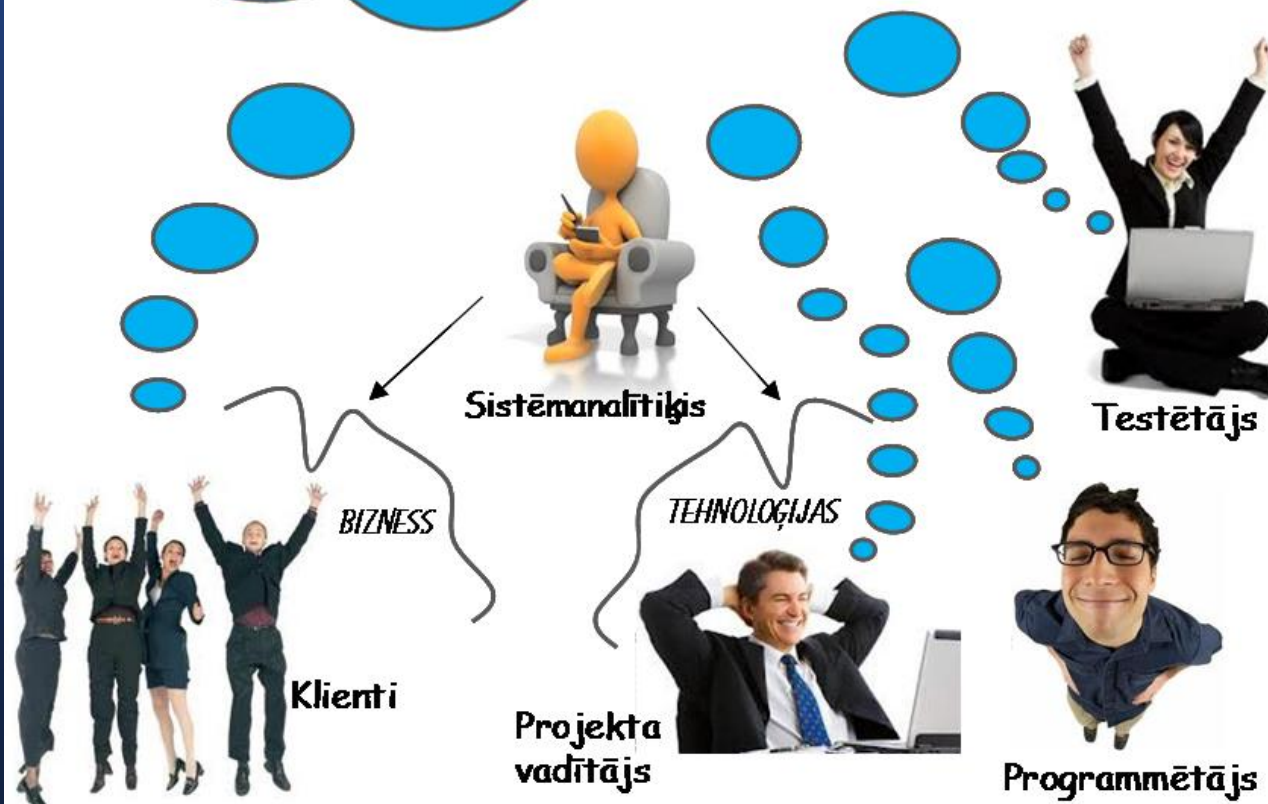 Sistēmanalītiķis
Testētājs
BIZNESS
TEHNOLOĢIJAS
Klienti
Projekta
vadītājs
Programmētājs